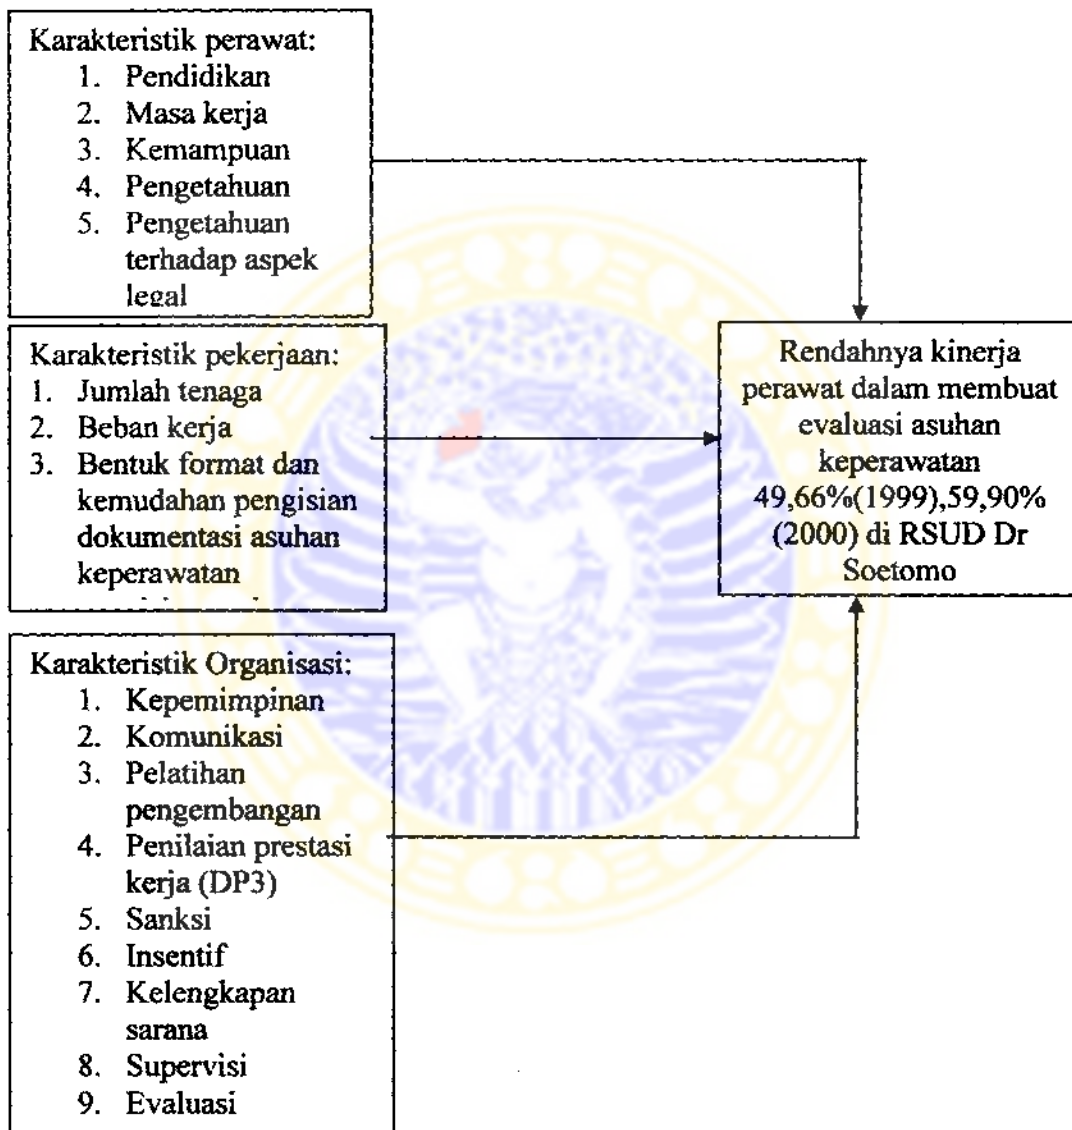 Karakteristik perawat:
1. Pendidikan
2. Masa kerja
3. Kemampuan
4. Pengetahuan
5. Pengetahuan
terhadap aspek
legal
Karakteristik pekerjaan:
1. Jumlah tenaga
2. Beban kerja
3. Bentuk format dan
kemudahan pengisian
dokumentasi asuhan
keperawatan
Karakteristik Organisasi:
1. Kepemimpinan
2. Komunikasi
3. Pelatihan
pengembangan
4. Penilaian prestasi
kerja (DP3)
5. Sanksi
6. Insentif
7. Kelengkapan
sarana
8. Supervisi
9. Evaluasi
Rendahnya kinerja
perawat dalam membuat
evaluasi asuhan
keperawatan
49,66%(1999),59,90%
(2000) di RSUD Dr
Soetomo